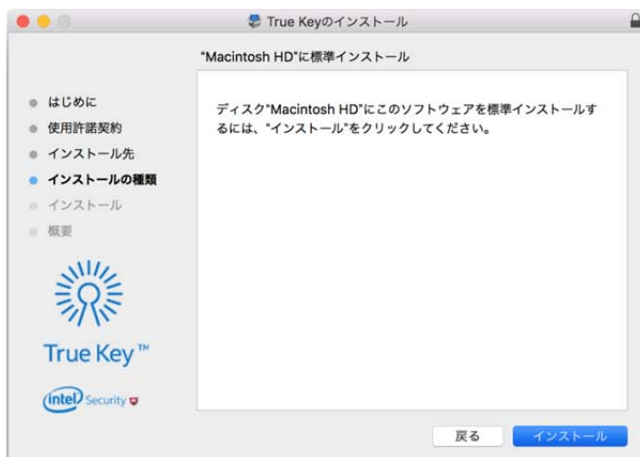 True Keyのインストール
"Macintosh HD"に標準インストール
はじめに
使用許諾契約
インストール先
インストールの種類
インストール
概要
True Key™
intel Security
ディスク"Macintosh HD"にこのソフトウェアを標準インストールす
るには、"インストール"をクリックしてください。
戻る
インストール